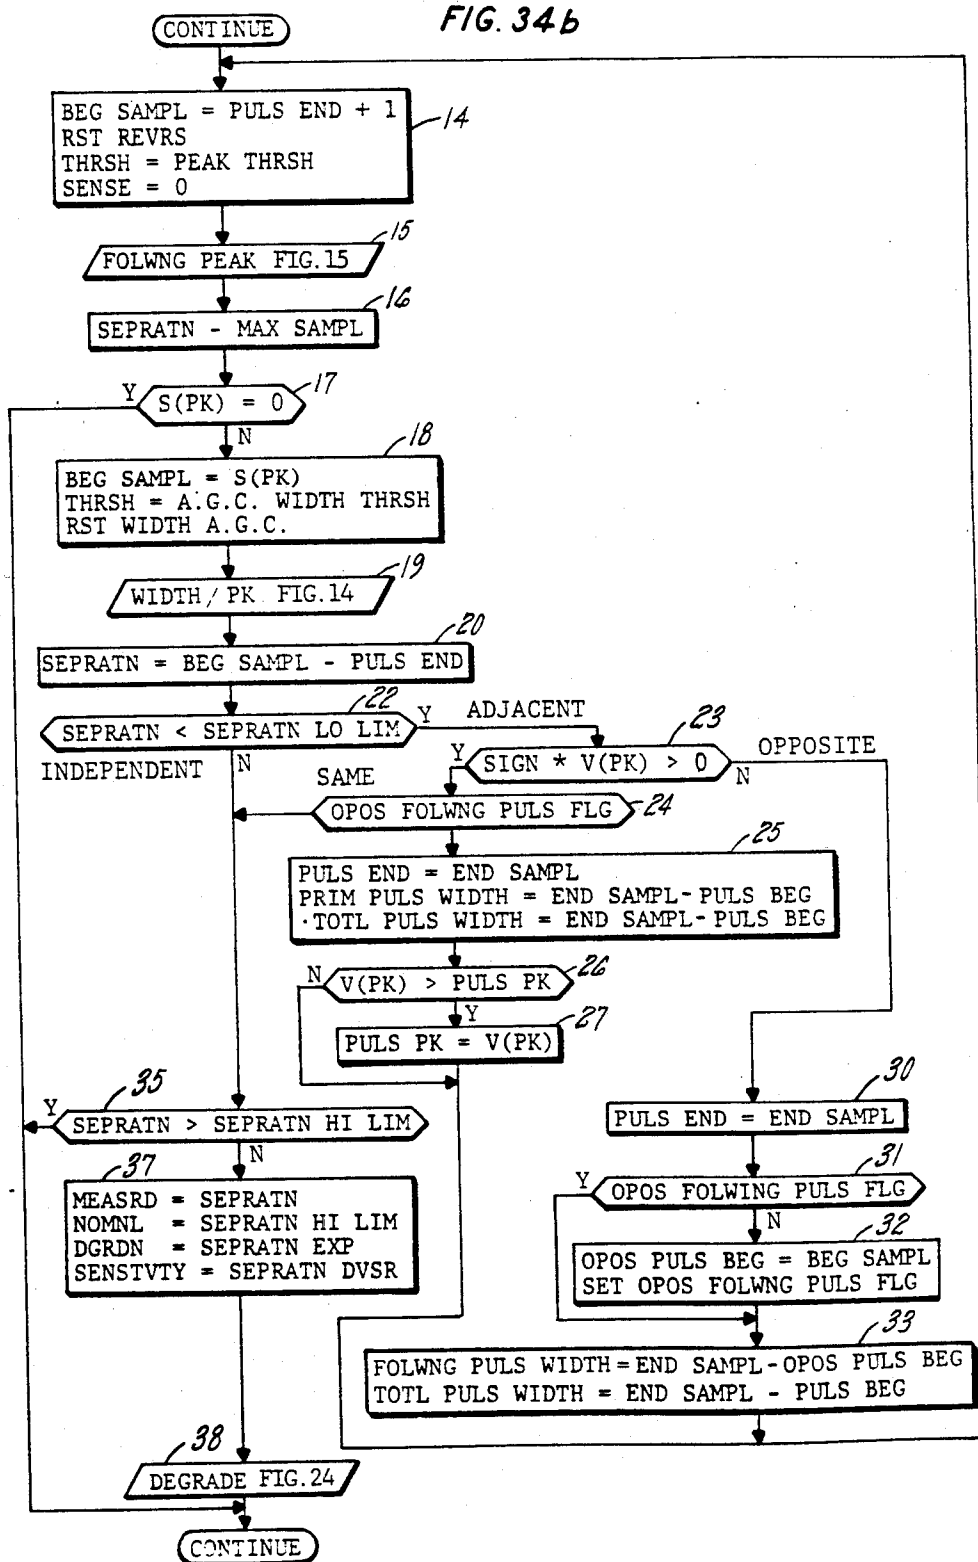 FIG. 34b
CONTINUE
BEG SAMPL = PULS END + 1
RST REVRS
THRSH = PEAK THRSH
SENSE = 0
14
15
FOLWNG PEAK FIG.15
16
SEPRATN - MAX SAMPL
17
Y
S(PK) = 0
N
18
BEG SAMPL = S(PK)
THRSH = A.G.C. WIDTH THRSH
RST WIDTH A.G.C.
19
WIDTH/PK FIG.14
20
SEPRATN = BEG SAMPL - PULS END
22
SEPRATN < SEPRATN LO LIM
Y
ADJACENT
23
INDEPENDENT
N
Y
SIGN * V(PK) > 0
N
OPPOSITE
SAME
OPOS FOLWNG PULS FLG
24
25
PULS END = END SAMPL
PRIM PULS WIDTH = END SAMPL-PULS BEG
TOTL PULS WIDTH = END SAMPL-PULS BEG
N
V(PK) > PULS PK
26
Y
27
PULS PK = V(PK)
30
PULS END = END SAMPL
35
Y
SEPRATN > SEPRATN HI LIM
N
31
Y
OPOS FOLWING PULS FLG
N
37
MEASRD = SEPRATN
NOMNL = SEPRATN HI LIM
DGRDN = SEPRATN EXP
SENSTVTY = SEPRATN DVSR
32
OPOS PULS BEG = BEG SAMPL
SET OPOS FOLWNG PULS FLG
33
FOLWNG PULS WIDTH=END SAMPL-OPOS PULS BEG
TOTL PULS WIDTH = END SAMPL - PULS BEG
38
DEGRADE FIG.24
CONTINUE